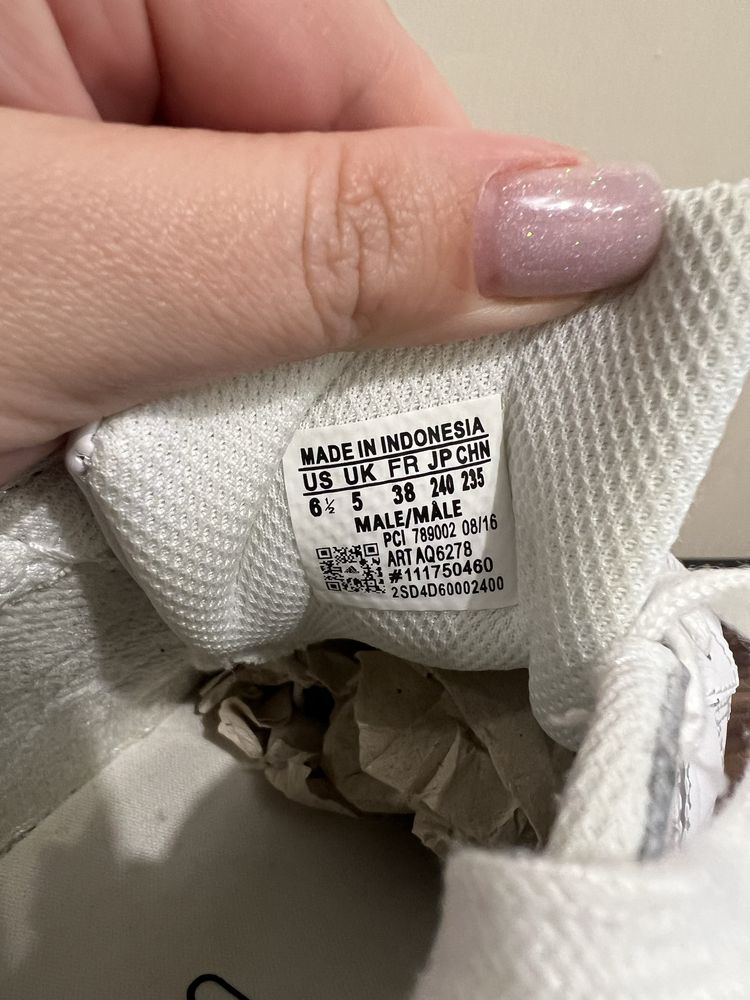 MADE IN INDONESIA
US UK FR JP CHN
6½ 5 38 240 235
MALE/MÂLE
PCI 789002 08/16
ART AQ6278
#111750460
2SD4D60002400